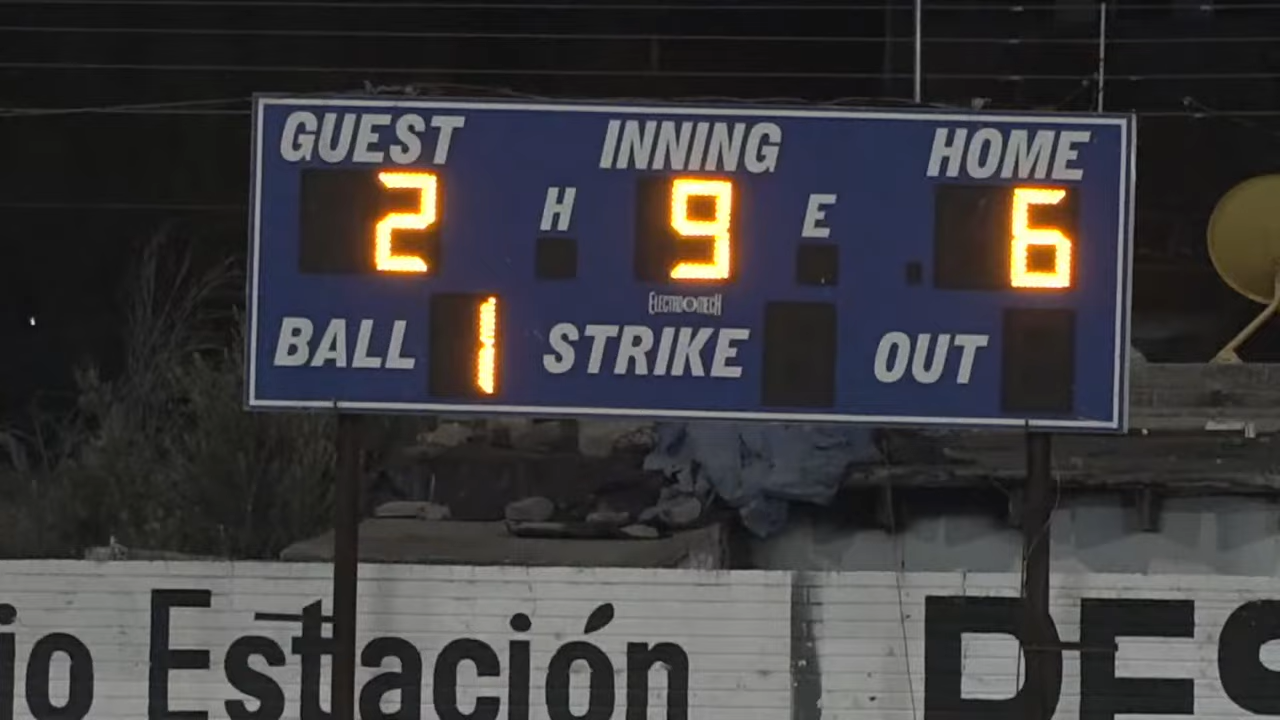 GUEST INNING HOME
2 H 9 E 6
ELECTRO-MECH
BALL 1 STRIKE OUT
io Estación DES